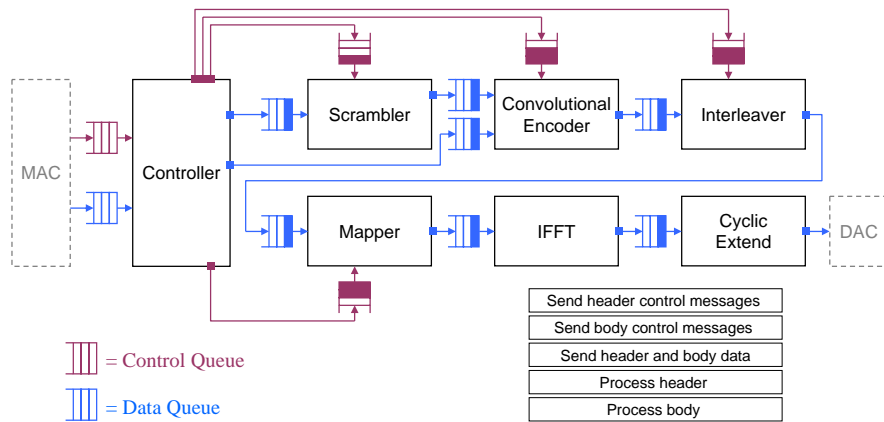 Scrambler
Convolutional
Encoder
Interleaver
MAC
Controller
Mapper
IFFT
Cyclic
Extend
DAC
Send header control messages
Send body control messages
Send header and body data
Process header
Process body
= Control Queue
= Data Queue